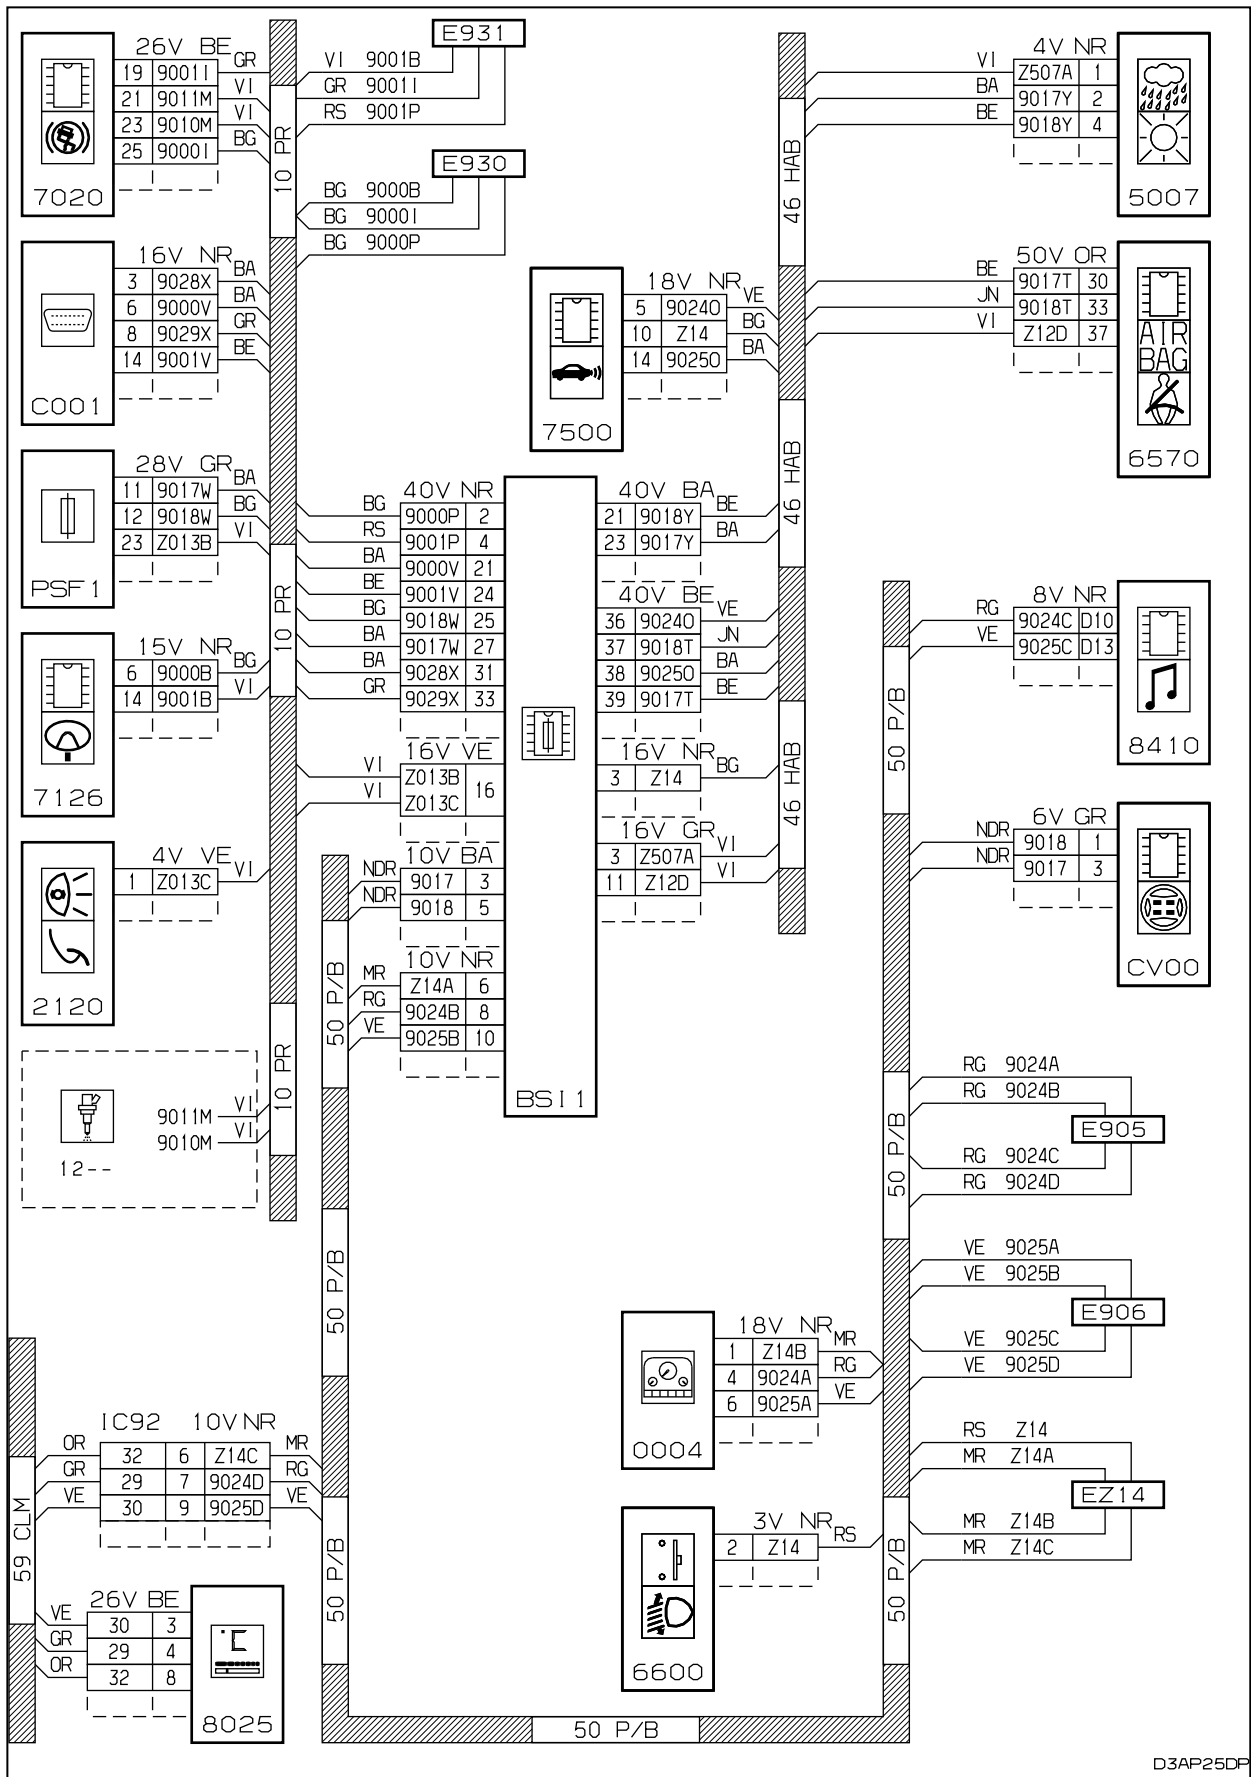 E931
26V BE
GR
19 9001I
VI
21 9011M
VI
23 9010M
BG
25 9000I
7020
10 PR
VI 9001B
GR 9001I
RS 9001P
E930
BG 9000B
BG 9000I
BG 9000P
46 HAB
4V NR
VI Z507A 1
BA 9017Y 2
BE 9018Y 4
5007
16V NR
BA
3 9028X
BA
6 9000V
GR
8 9029X
BE
14 9001V
C001
18V NR
5 9024O VE
10 Z14 BG
14 9025O BA
7500
50V OR
BE 9017T 30
JN 9018T 33
VI Z12D 37
AIR
BAG
6570
28V GR
11 9017W BA
12 9018W BG
23 Z013B VI
PSF1
46 HAB
40V NR
BG 9000P 2
RS 9001P 4
BA 9000V 21
BE 9001V 24
BG 9018W 25
BA 9017W 27
BA 9028X 31
GR 9029X 33
40V BA
21 9018Y BE
23 9017Y BA
40V BE
36 9024O VE
37 9018T JN
38 9025O BA
39 9017T BE
10 PR
8V NR
RG 9024C D10
VE 9025C D13
8410
50 P/B
15V NR
6 9000B BG
14 9001B VI
7126
16V VE
VI Z013B
VI Z013C
16
16V NR
3 Z14 BG
46 HAB
16V GR
3 Z507A VI
11 Z12D VI
4V VE
1 Z013C VI
2120
10V BA
NDR 9017 3
NDR 9018 5
10V NR
MR Z14A 6
RG 9024B 8
VE 9025B 10
BSI1
50 P/B
6V GR
NDR 9018 1
NDR 9017 3
CV00
10 PR
9011M VI
9010M VI
12--
50 P/B
RG 9024A
RG 9024B
E905
RG 9024C
RG 9024D
VE 9025A
VE 9025B
E906
VE 9025C
VE 9025D
50 P/B
18V NR
1 Z14B MR
4 9024A RG
6 9025A VE
0004
RS Z14
MR Z14A
EZ14
MR Z14B
MR Z14C
IC92 10V NR
OR 32 6 Z14C MR
GR 29 7 9024D RG
VE 30 9 9025D VE
59 CLM
50 P/B
3V NR
2 Z14 RS
6600
50 P/B
26V BE
VE 30 3
GR 29 4
OR 32 8
°C
8025
50 P/B
D3AP25DP